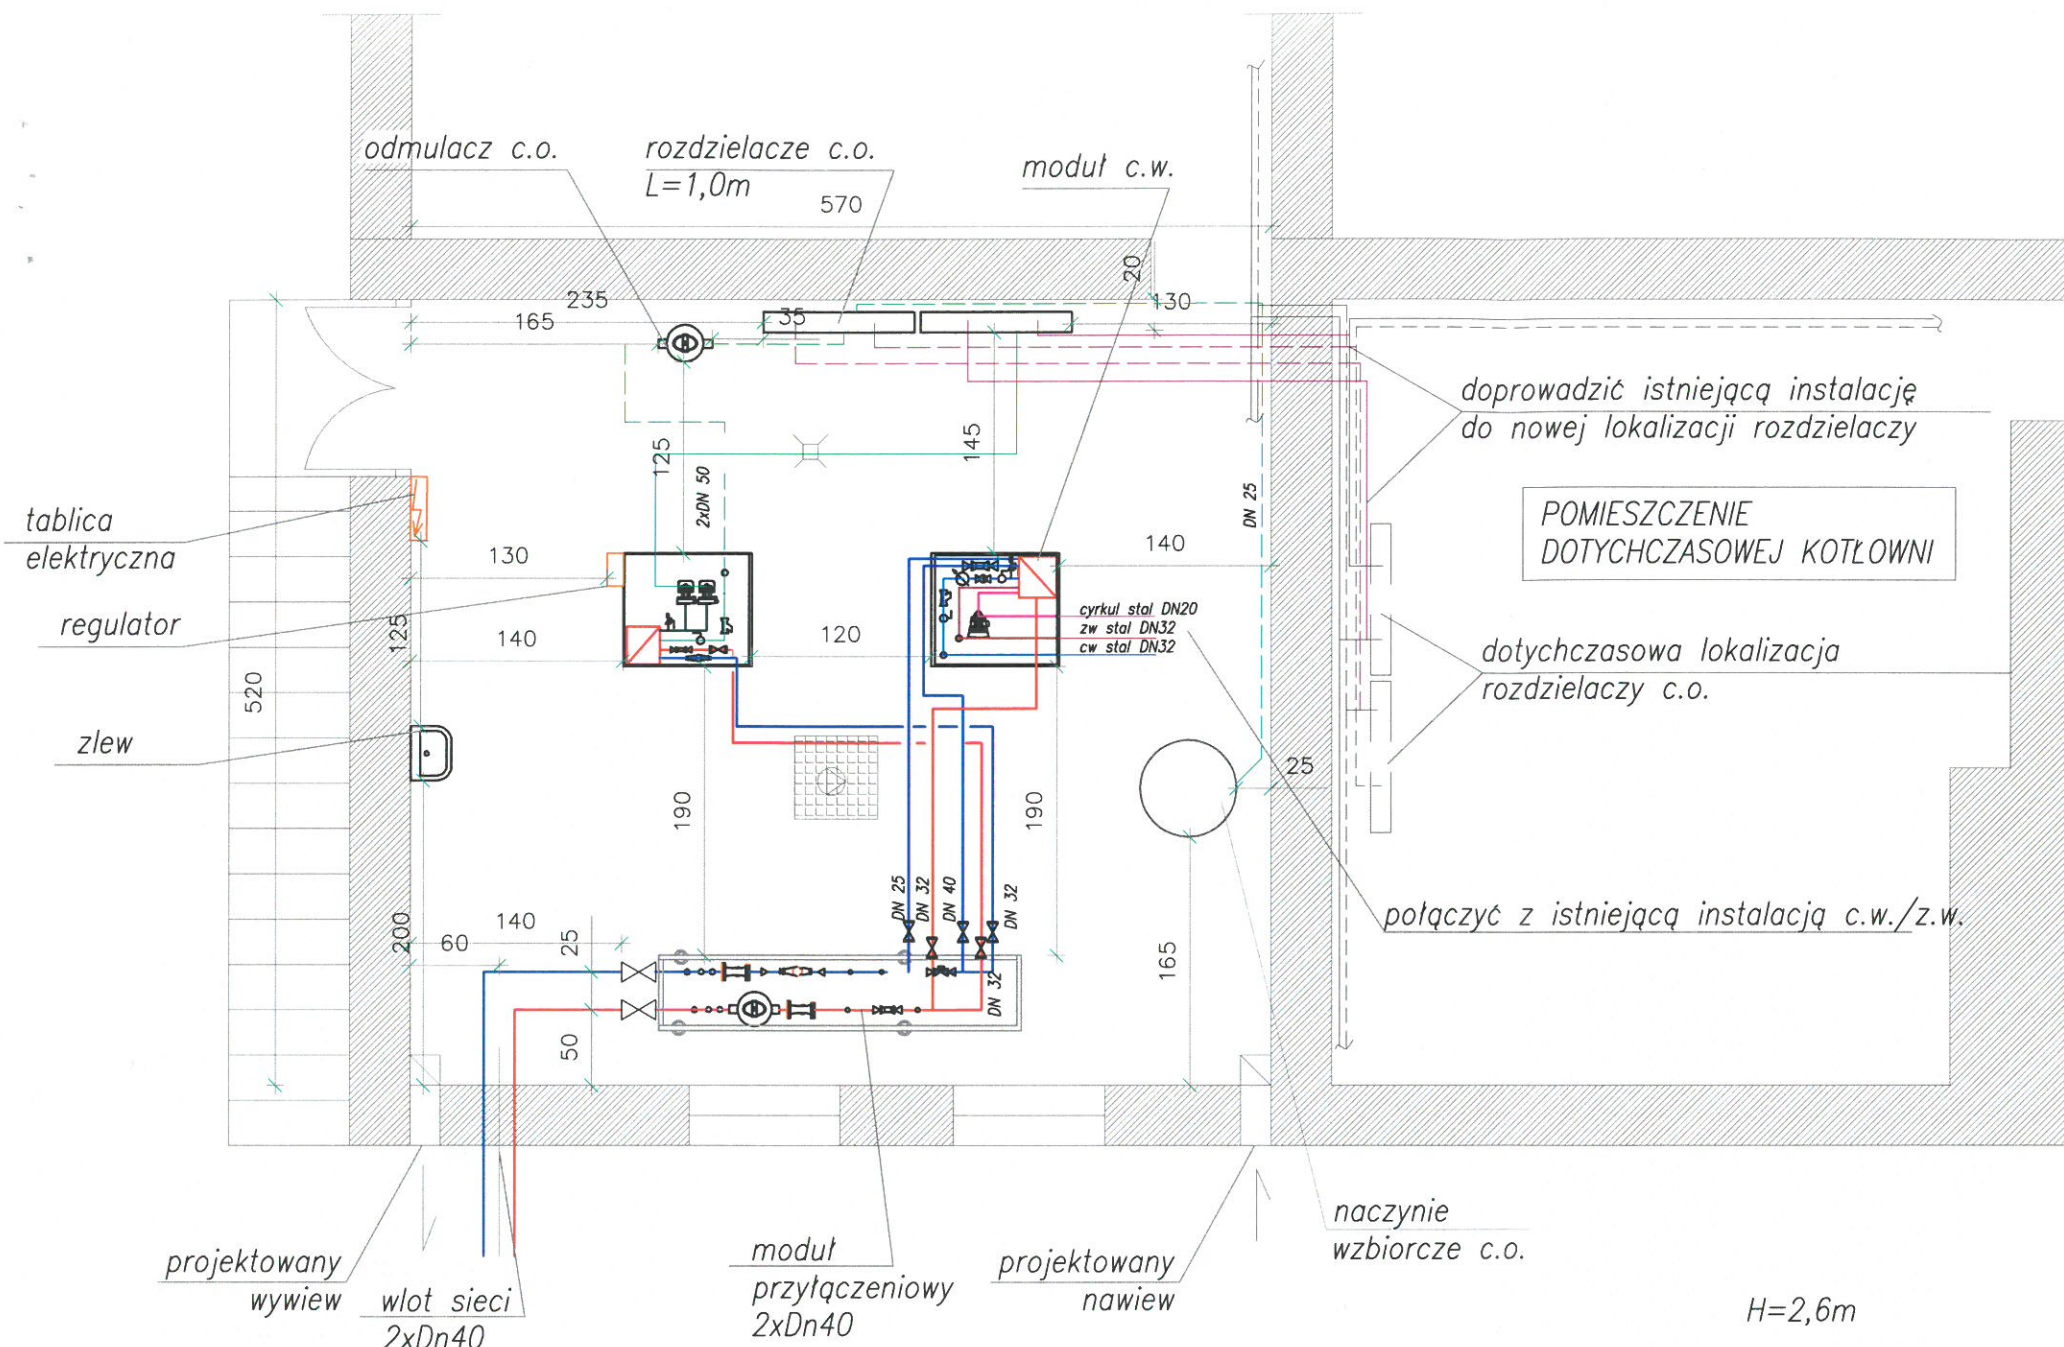 odmulacz c.o.
rozdzielacze c.o.
L=1,0m
moduł c.w.
570
20
235
130
165
35
doprowadzić istniejącą instalację
do nowej lokalizacji rozdzielaczy
125
145
2xDN 50
DN 25
POMIESZCZENIE
DOTYCHCZASOWEJ KOTŁOWNI
tablica
elektryczna
130
140
regulator
125
140
120
cyrkul stal DN20
zw stal DN32
cw stal DN32
dotychczasowa lokalizacja
rozdzielaczy c.o.
520
zlew
25
190
190
DN 25
DN 32
DN 40
DN 32
połączyć z istniejącą instalacją c.w./z.w.
200
140
60
25
165
DN 32
50
naczynie
wzbiorcze c.o.
projektowany
wywiew
wlot sieci
2xDn40
moduł
przyłączeniowy
2xDn40
projektowany
nawiew
H=2,6m